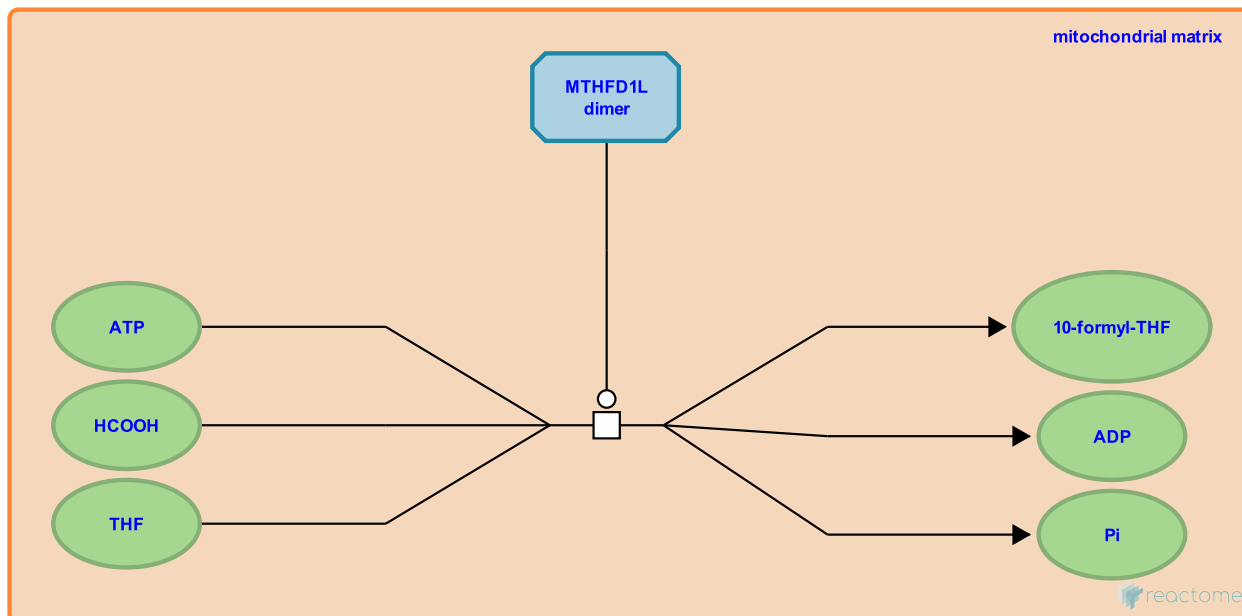 mitochondrial matrix
MTHFD1L
dimer
ATP
10-formyl-THF
HCOOH
ADP
THF
Pi
reactome